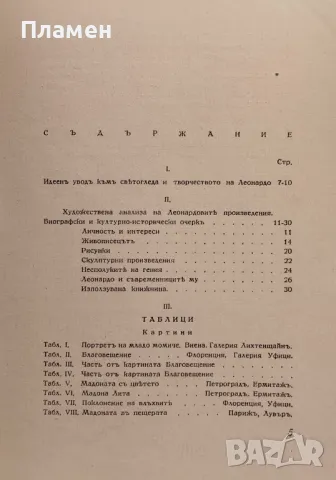 Пламен
СЪДЪРЖАНИЕ
Стр.
I.
Идеенъ уводъ къмъ свѣтогледа и творчеството на Леонардо 7-10
II.
Художествена анализа на Леонардовитѣ произведения.
Биографски и културно-исторически очеркъ 11-30
Личность и интереси 11
Живописецътъ 14
Рисунки 20
Скулптурни произведения 22
Несполукитѣ на гения 24
Леонардо и съвременницитѣ му 26
Използувана книжнина. 30
III.
ТАБЛИЦИ
Картини
Табл. I. Портретъ на младо момиче. Виена. Галерия Лихтенщайнъ.
Табл. II. Благовещение Флоренция, Галерия Уфици.
Табл. III. Часть отъ картината Благовещение
Табл. IV. Часть отъ картината Благовещение
Табл. V. Мадоната съ цветето Петроградъ, Ермитажъ.
Табл. VI. Мадона Лита Петроградъ. Ермитажъ.
Табл. VII. Поклонение на влъхвитѣ Флоренция, Уфици.
Табл. VIII. Мадоната въ пещерата Парижъ, Лувъръ.
bazar